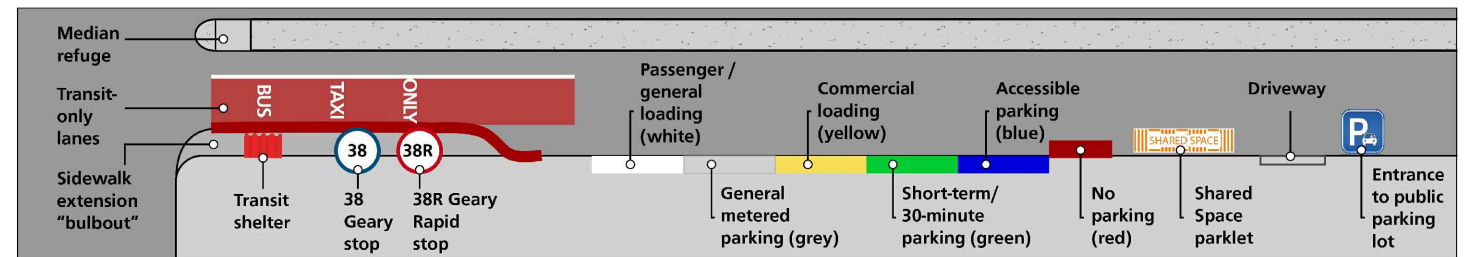 Median
refuge
Transit-
only
lanes
Sidewalk
extension
“bulbout”
BUS
TAXI
ONLY
38
38R
Transit
shelter
38
Geary
stop
38R Geary
Rapid
stop
Passenger /
general
loading
(white)
General
metered
parking (grey)
Commercial
loading
(yellow)
Short-term/
30-minute
parking (green)
Accessible
parking
(blue)
No
parking
(red)
SHARED SPACE
Shared
Space
parklet
Driveway
P
Entrance
to public
parking
lot